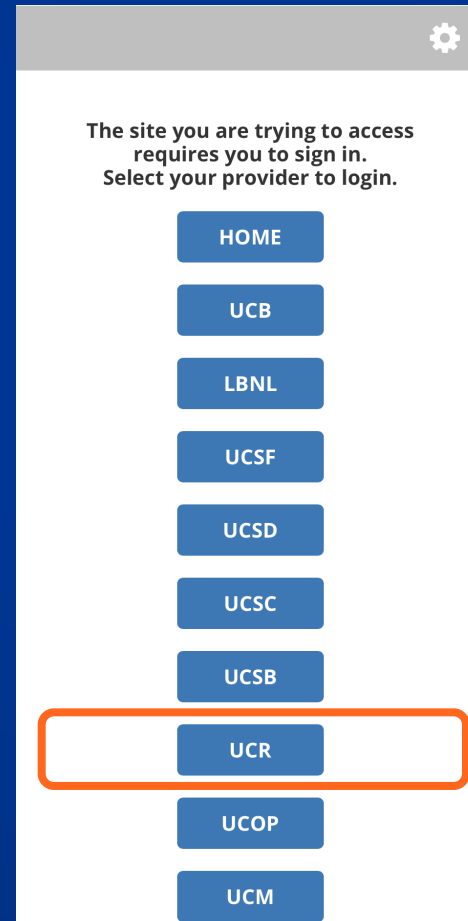 The site you are trying to access
requires you to sign in.
Select your provider to login.
HOME
UCB
LBNL
UCSF
UCSD
UCSC
UCSB
UCR
UCOP
UCM